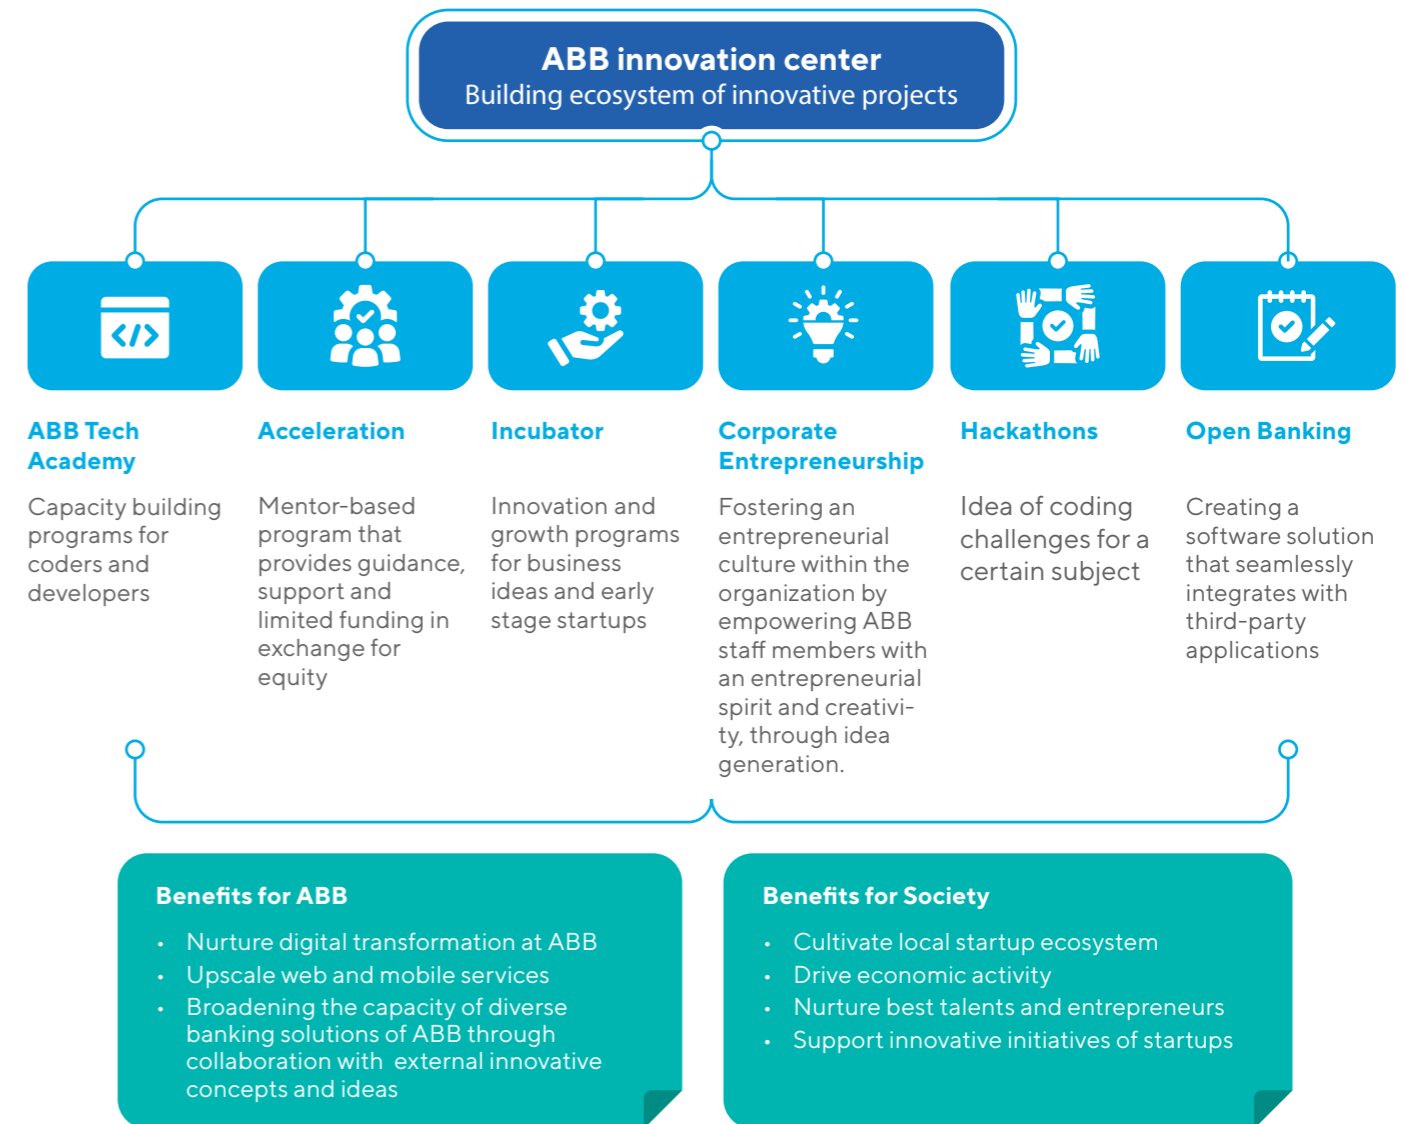 ABB innovation center
Building ecosystem of innovative projects
</>
ABB Tech
Academy
Capacity building
programs for
coders and
developers
Acceleration
Mentor-based
program that
provides guidance,
support and
limited funding in
exchange for
equity
Incubator
Innovation and
growth programs
for business
ideas and early
stage startups
Corporate
Entrepreneurship
Fostering an
entrepreneurial
culture within the
organization by
empowering ABB
staff members with
an entrepreneurial
spirit and creativi-
ty, through idea
generation.
Hackathons
Idea of coding
challenges for a
certain subject
Open Banking
Creating a
software solution
that seamlessly
integrates with
third-party
applications
Benefits for ABB
• Nurture digital transformation at ABB
• Upscale web and mobile services
• Broadening the capacity of diverse
banking solutions of ABB through
collaboration with external innovative
concepts and ideas
Benefits for Society
• Cultivate local startup ecosystem
• Drive economic activity
• Nurture best talents and entrepreneurs
• Support innovative initiatives of startups